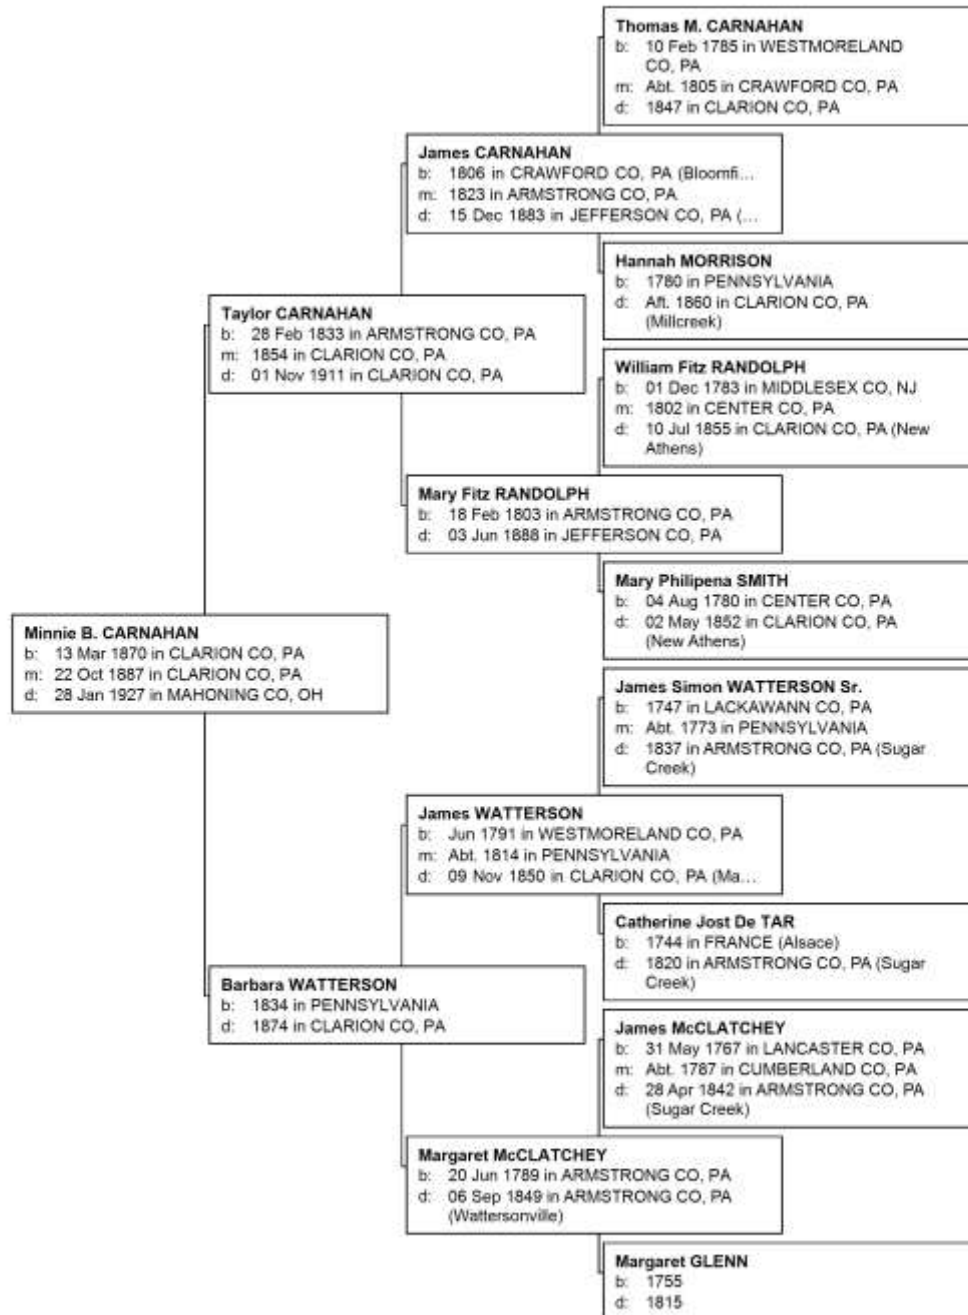 Thomas M. CARNAHAN
b: 10 Feb 1785 in WESTMORELAND
CO, PA
m: Abt. 1805 in CRAWFORD CO, PA
d: 1847 in CLARION CO, PA
James CARNAHAN
b: 1806 in CRAWFORD CO, PA (Bloomfi...
m: 1823 in ARMSTRONG CO, PA
d: 15 Dec 1883 in JEFFERSON CO, PA (...
Hannah MORRISON
b: 1780 in PENNSYLVANIA
d: Aft. 1860 in CLARION CO, PA
(Millcreek)
Taylor CARNAHAN
b: 28 Feb 1833 in ARMSTRONG CO, PA
m: 1854 in CLARION CO, PA
d: 01 Nov 1911 in CLARION CO, PA
William Fitz RANDOLPH
b: 01 Dec 1783 in MIDDLESEX CO, NJ
m: 1802 in CENTER CO, PA
d: 10 Jul 1855 in CLARION CO, PA (New
Athens)
Mary Fitz RANDOLPH
b: 18 Feb 1803 in ARMSTRONG CO, PA
d: 03 Jun 1888 in JEFFERSON CO, PA
Mary Philipena SMITH
b: 04 Aug 1780 in CENTER CO, PA
d: 02 May 1852 in CLARION CO, PA
(New Athens)
Minnie B. CARNAHAN
b: 13 Mar 1870 in CLARION CO, PA
m: 22 Oct 1887 in CLARION CO, PA
d: 28 Jan 1927 in MAHONING CO, OH
James Simon WATTERSON Sr.
b: 1747 in LACKAWANN CO, PA
m: Abt. 1773 in PENNSYLVANIA
d: 1837 in ARMSTRONG CO, PA (Sugar
Creek)
James WATTERSON
b: Jun 1791 in WESTMORELAND CO, PA
m: Abt. 1814 in PENNSYLVANIA
d: 09 Nov 1850 in CLARION CO, PA (Ma...
Catherine Jost De TAR
b: 1744 in FRANCE (Alsace)
d: 1820 in ARMSTRONG CO, PA (Sugar
Creek)
Barbara WATTERSON
b: 1834 in PENNSYLVANIA
d: 1874 in CLARION CO, PA
James McCLATCHEY
b: 31 May 1767 in LANCASTER CO, PA
m: Abt. 1787 in CUMBERLAND CO, PA
d: 28 Apr 1842 in ARMSTRONG CO, PA
(Sugar Creek)
Margaret McCLATCHEY
b: 20 Jun 1789 in ARMSTRONG CO, PA
d: 06 Sep 1849 in ARMSTRONG CO, PA
(Wattersonville)
Margaret GLENN
b: 1755
d: 1815